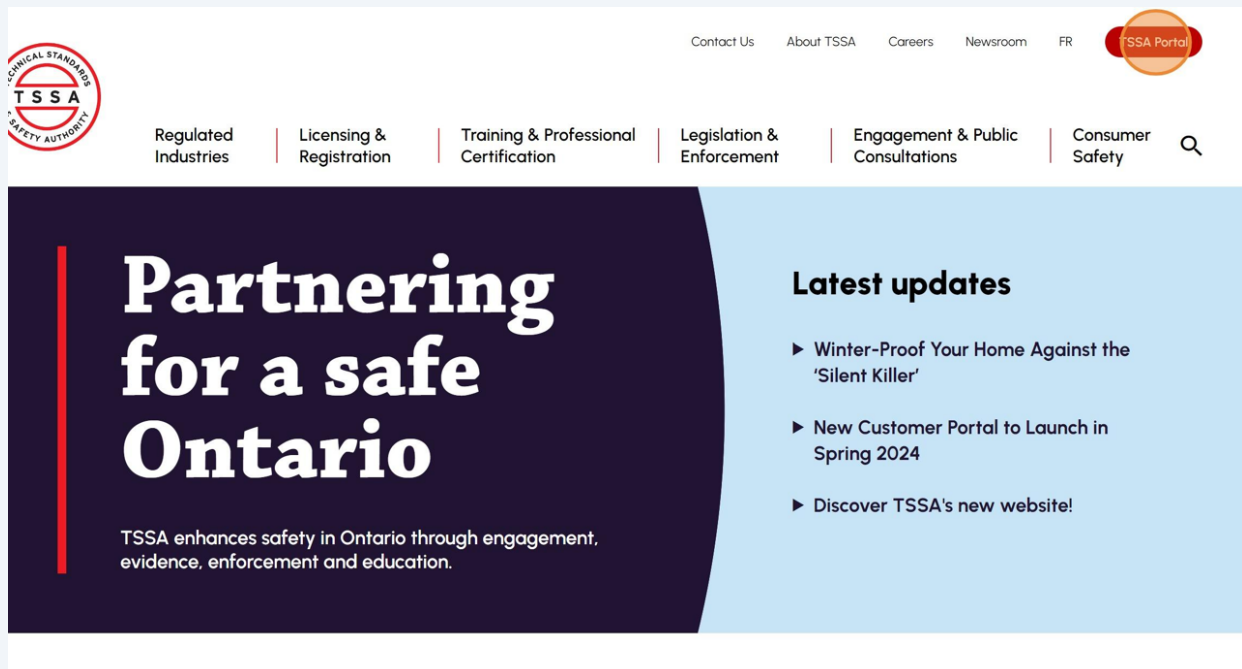 Contact Us About TSSA Careers Newsroom FR TSSA Portal
TECHNICAL STANDARDS
TSSA
& SAFETY AUTHORITY
Regulated
Industries
Licensing &
Registration
Training & Professional
Certification
Legislation &
Enforcement
Engagement & Public
Consultations
Consumer
Safety
Partnering
for a safe
Ontario
TSSA enhances safety in Ontario through engagement,
evidence, enforcement and education.
Latest updates
Winter-Proof Your Home Against the
‘Silent Killer’
New Customer Portal to Launch in
Spring 2024
Discover TSSA's new website!